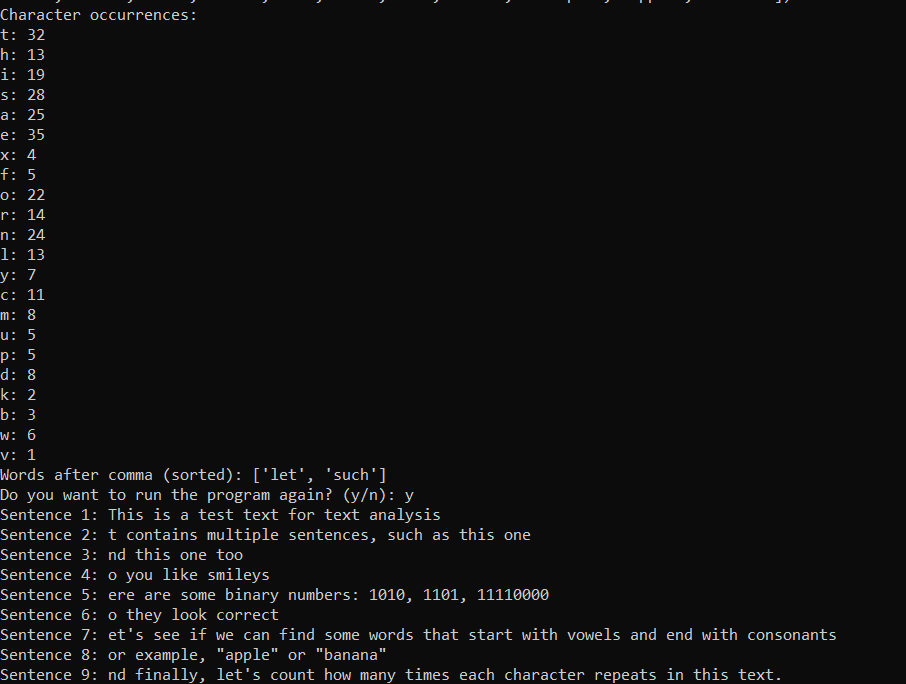 Character occurrences:
t: 32
h: 13
i: 19
s: 28
a: 25
e: 35
x: 4
f: 5
o: 22
r: 14
n: 24
l: 13
y: 7
c: 11
m: 8
u: 5
p: 5
d: 8
k: 2
b: 3
w: 6
v: 1
Words after comma (sorted): ['let', 'such']
Do you want to run the program again? (y/n): y
Sentence 1: This is a test text for text analysis
Sentence 2: t contains multiple sentences, such as this one
Sentence 3: nd this one too
Sentence 4: o you like smileys
Sentence 5: ere are some binary numbers: 1010, 1101, 11110000
Sentence 6: o they look correct
Sentence 7: et's see if we can find some words that start with vowels and end with consonants
Sentence 8: or example, "apple" or "banana"
Sentence 9: nd finally, let's count how many times each character repeats in this text.